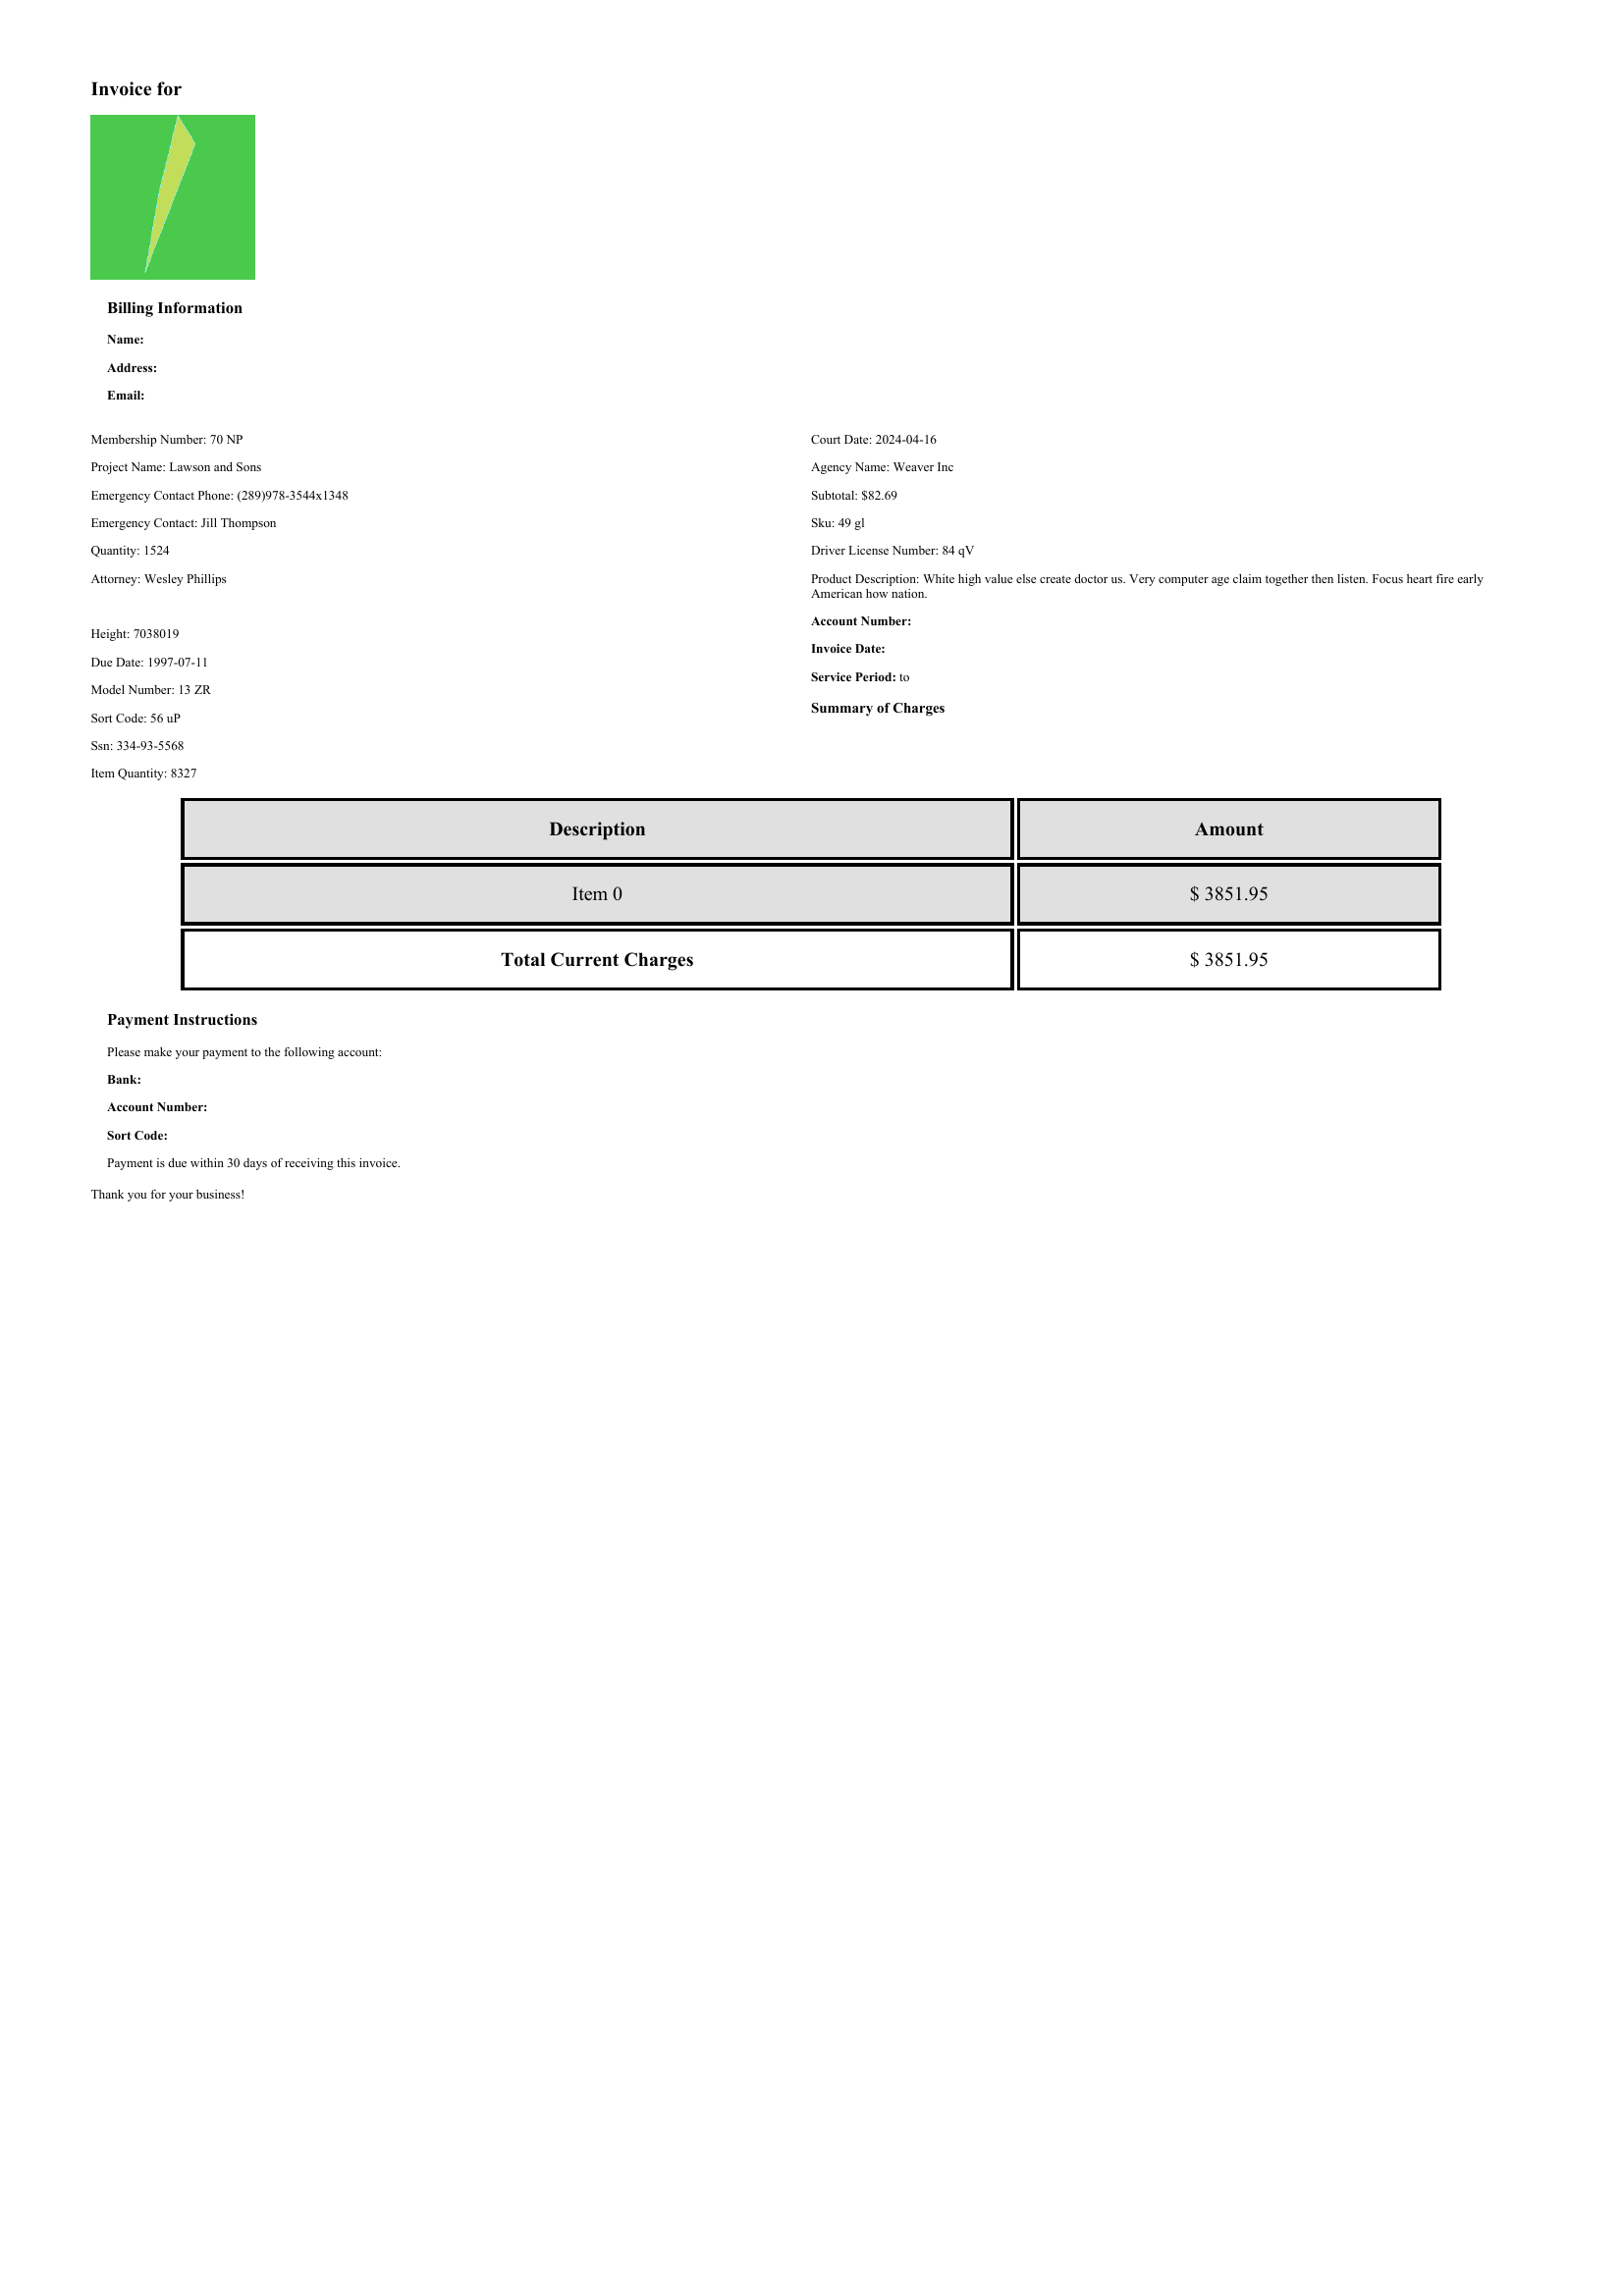 Invoice for
Billing Information
Name:
Address:
Email:
Membership Number: 70 NP
Project Name: Lawson and Sons
Emergency Contact Phone: (289)978-3544x1348
Emergency Contact: Jill Thompson
Quantity: 1524
Attorney: Wesley Phillips
Height: 7038019
Due Date: 1997-07-11
Model Number: 13 ZR
Sort Code: 56 uP
Ssn: 334-93-5568
Item Quantity: 8327
Court Date: 2024-04-16
Agency Name: Weaver Inc
Subtotal: $82.69
Sku: 49 gl
Driver License Number: 84 qV
Product Description: White high value else create doctor us. Very computer age claim together then listen. Focus heart fire early
American how nation.
Account Number:
Invoice Date:
Service Period: to
Summary of Charges
Description Amount
Item 0 $ 3851.95
Total Current Charges $ 3851.95
Payment Instructions
Please make your payment to the following account:
Bank:
Account Number:
Sort Code:
Payment is due within 30 days of receiving this invoice.
Thank you for your business!